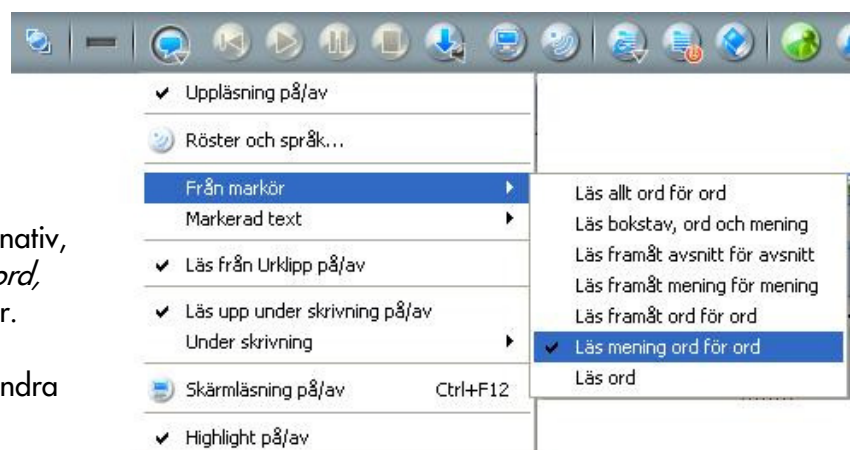 Uppläsning på/av
Röster och språk...
Från markör
Markerad text
Läs från Urklipp på/av
Läs upp under skrivning på/av
Under skrivning
Skärmläsning på/av Ctrl+F12
Highlight på/av
Läs allt ord för ord
Läs bokstav, ord och mening
Läs framåt avsnitt för avsnitt
Läs framåt mening för mening
Läs framåt ord för ord
Läs mening ord för ord
Läs ord
nativ,
ord,
r.
ndra